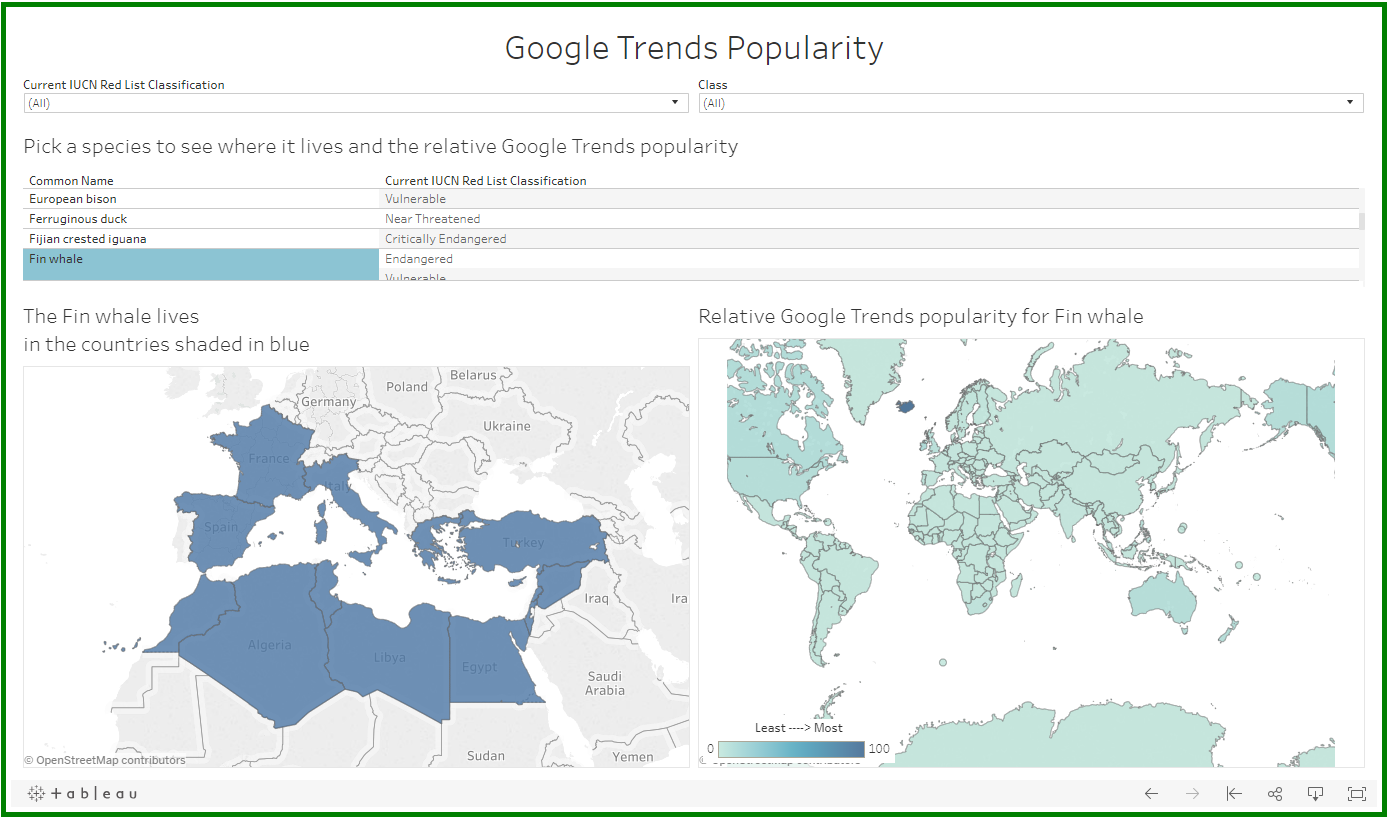 Google Trends Popularity
Current IUCN Red List Classification
(All)
Class
(All)
Pick a species to see where it lives and the relative Google Trends popularity
Common Name Current IUCN Red List Classification
European bison Vulnerable
Ferruginous duck Near Threatened
Fijian crested iguana Critically Endangered
Fin whale Endangered
Vulnerable
The Fin whale lives
in the countries shaded in blue
Relative Google Trends popularity for Fin whale
Belarus
Poland
Germany
Ukraine
France
Italy
Spain
Turkey
Iraq
Ira
Algeria
Libya
Egypt
Saudi
Arabia
Sudan
Yemen
© OpenStreetMap contributors
Least ----> Most
0 100
© OpenStreetMap contributors
+ a b | e a u